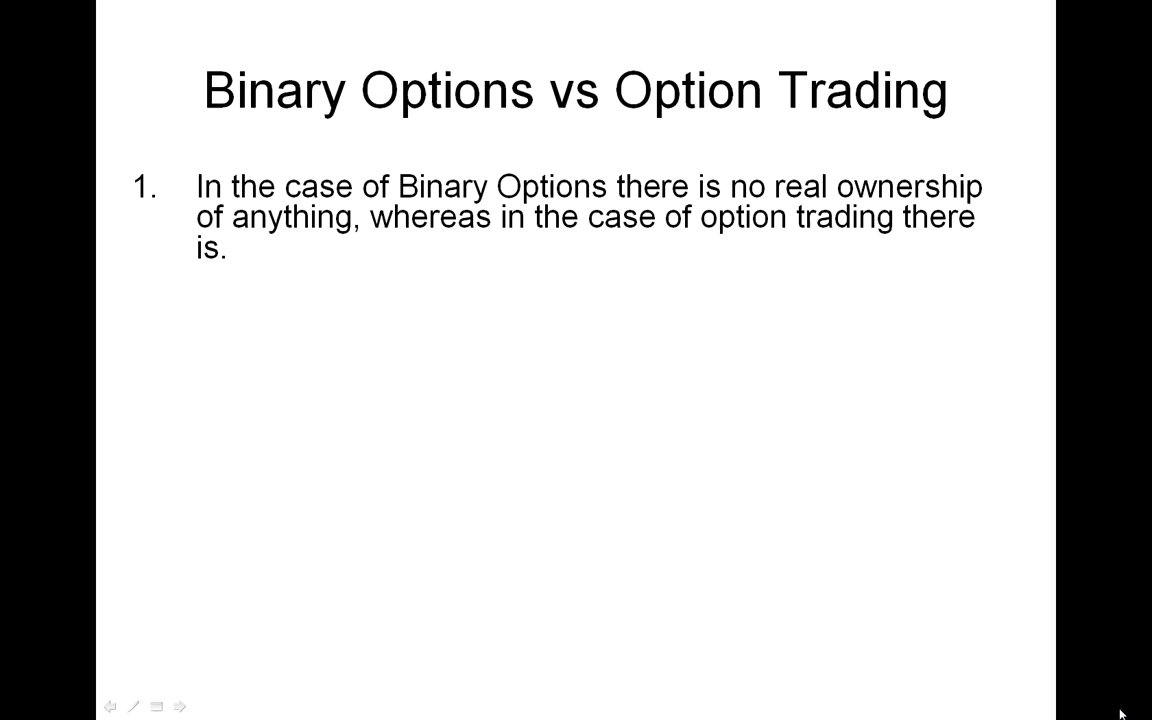 Binary Options vs Option Trading
1. In the case of Binary Options there is no real ownership
of anything, whereas in the case of option trading there
is.